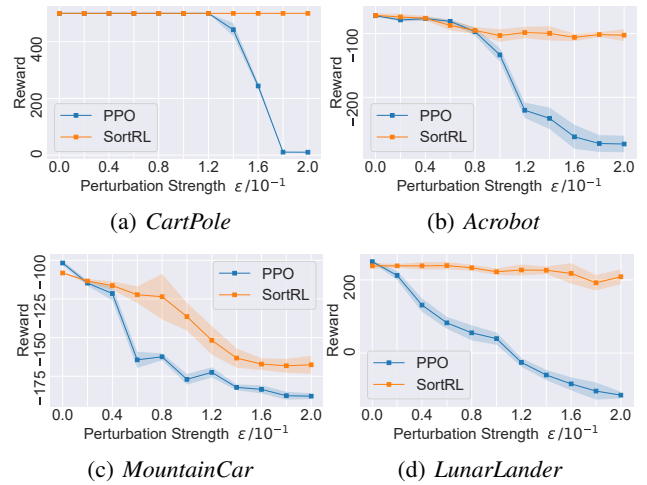 Reward
400
200
0
PPO
SortRL
0.0 0.4 0.8 1.2 1.6 2.0
Perturbation Strength ε/10⁻¹
(a) CartPole
Reward
−100
−200
PPO
SortRL
0.0 0.4 0.8 1.2 1.6 2.0
Perturbation Strength ε/10⁻¹
(b) Acrobot
Reward
−100
−125
−150
−175
PPO
SortRL
0.0 0.4 0.8 1.2 1.6 2.0
Perturbation Strength ε/10⁻¹
(c) MountainCar
Reward
200
0
PPO
SortRL
0.0 0.4 0.8 1.2 1.6 2.0
Perturbation Strength ε/10⁻¹
(d) LunarLander